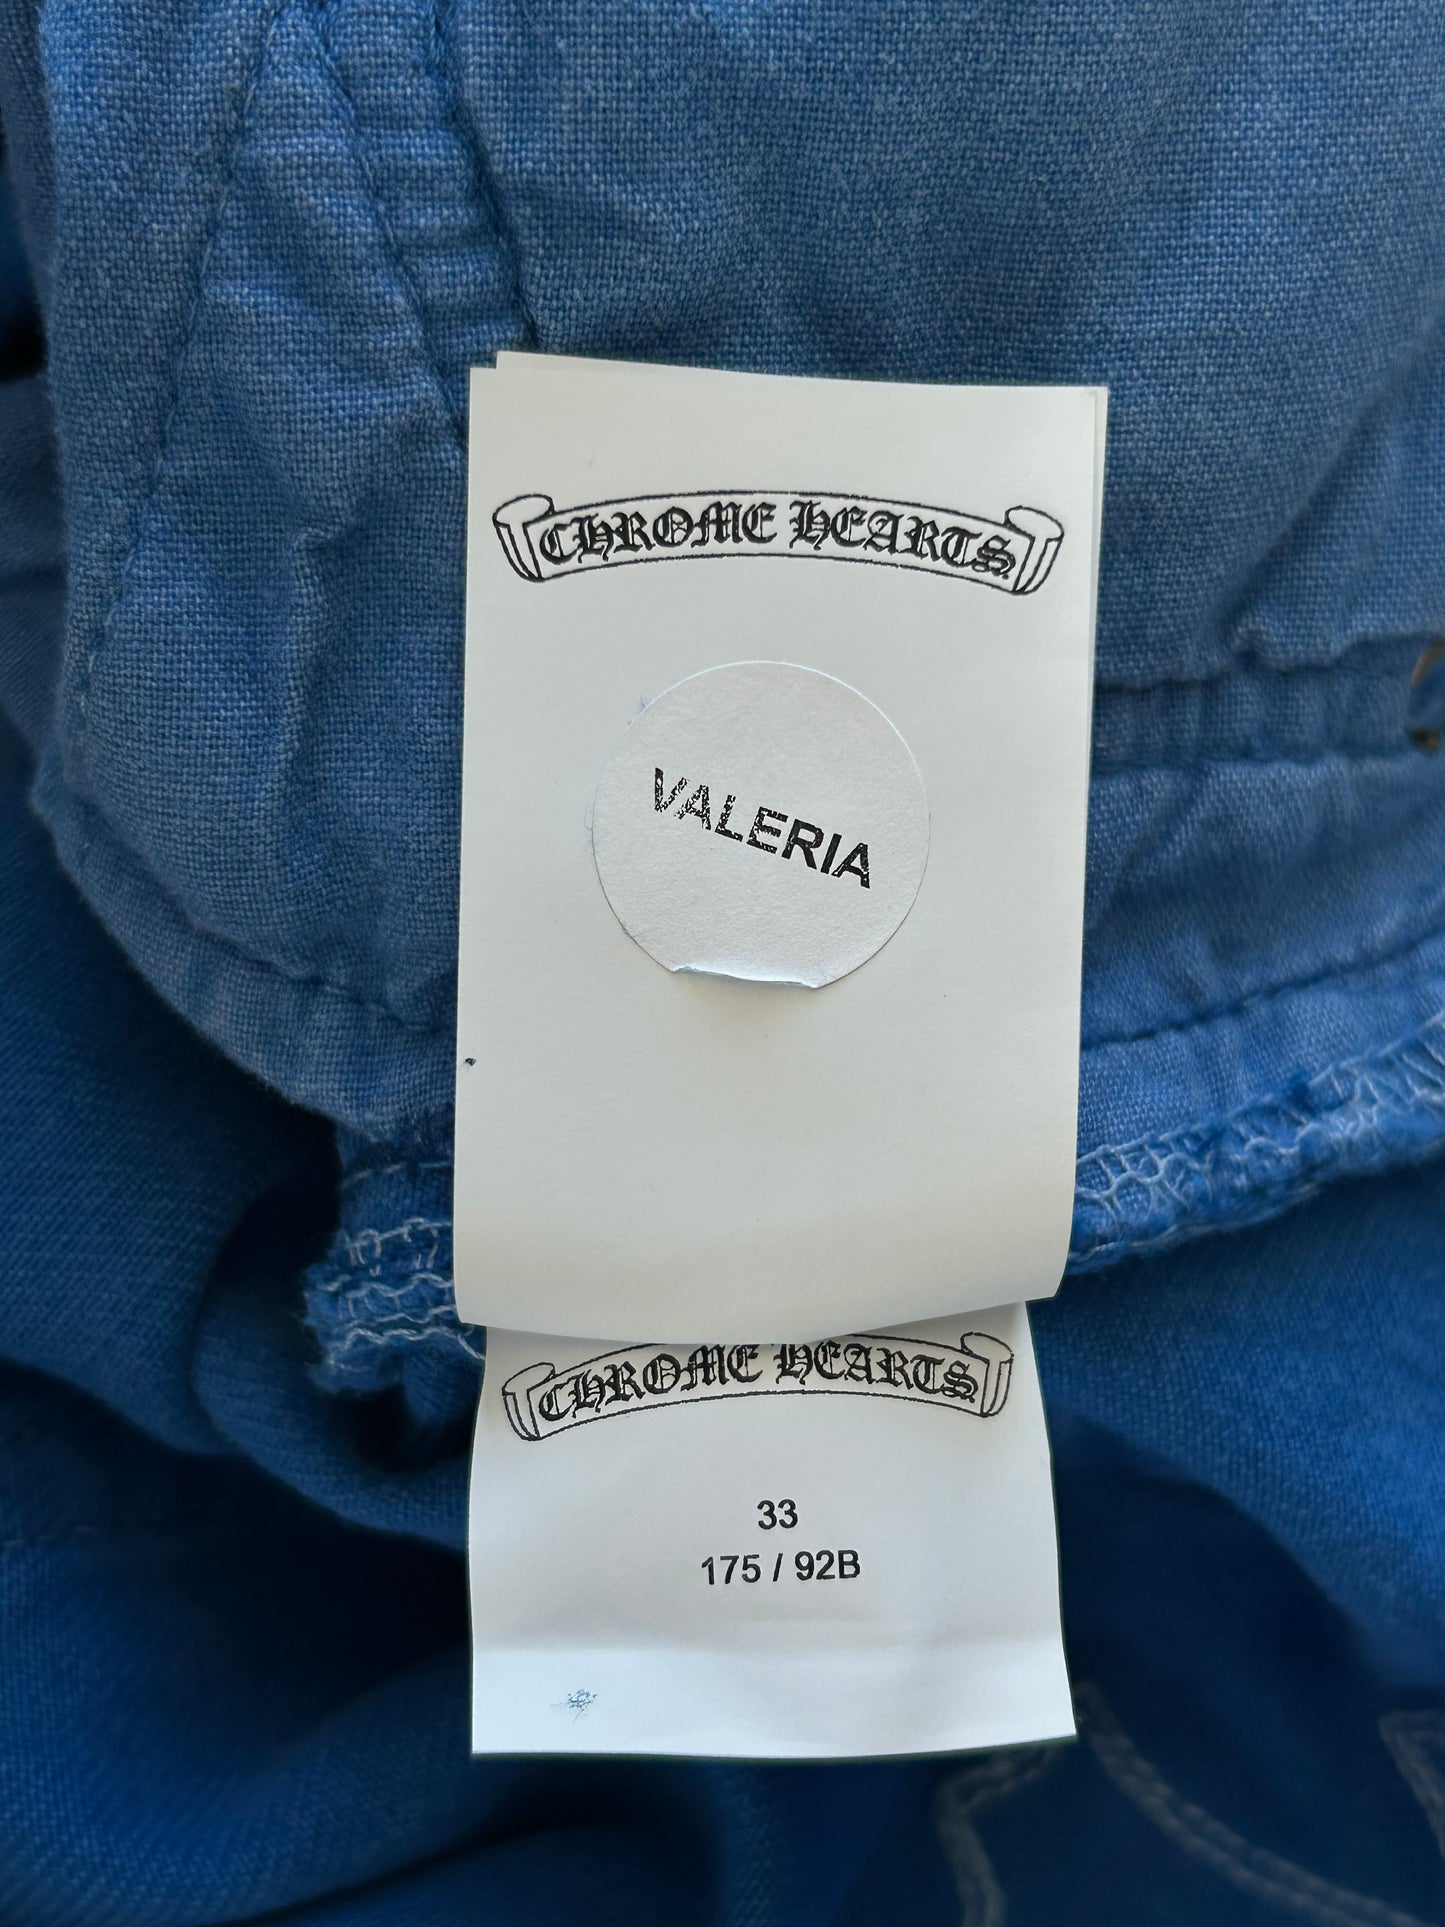 CHROME HEARTS
VALERIA
CHROME HEARTS
33
175 / 92B